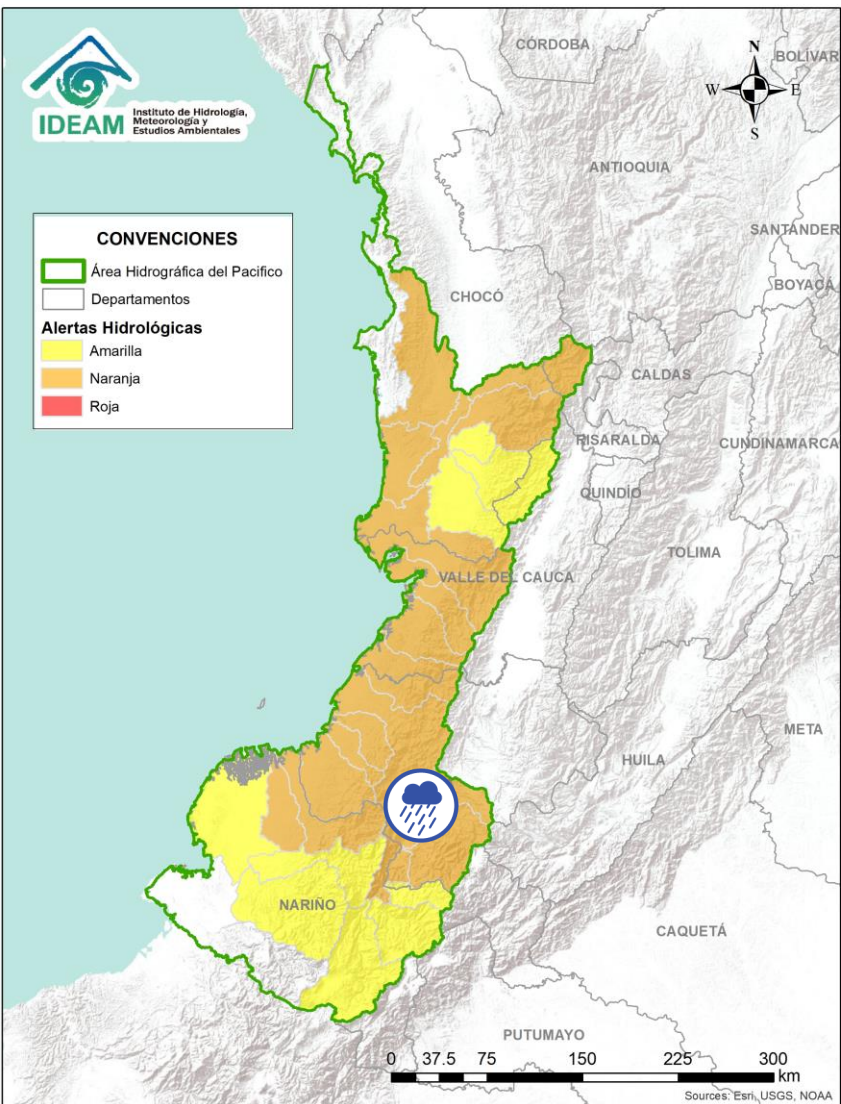 IDEAM
Instituto de Hidrología,
Meteorología y
Estudios Ambientales
CÓRDOBA
N
BOLÍVAR
W
E
S
ANTIOQUIA
CONVENCIONES
Área Hidrográfica del Pacifico
Departamentos
Alertas Hidrológicas
Amarilla
Naranja
Roja
SANTANDER
BOYACÁ
CHOCÓ
CALDAS
RISARALDA
CUNDINAMARCA
QUINDÍO
TOLIMA
VALLE DEL CAUCA
META
HUILA
NARIÑO
CAQUETÁ
PUTUMAYO
0 37.5 75 150 225 300
km
Sources: Esri, USGS, NOAA